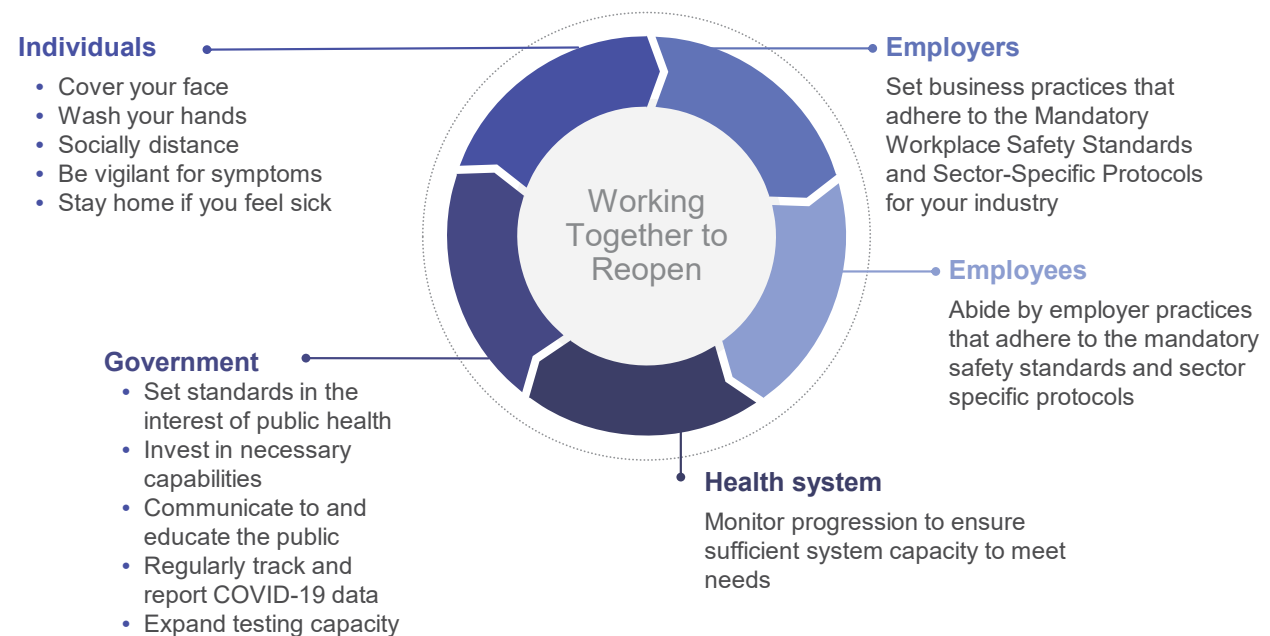 Individuals
• Cover your face
• Wash your hands
• Socially distance
• Be vigilant for symptoms
• Stay home if you feel sick
Working
Together to
Reopen
Employers
Set business practices that
adhere to the Mandatory
Workplace Safety Standards
and Sector-Specific Protocols
for your industry
Employees
Abide by employer practices
that adhere to the mandatory
safety standards and sector
specific protocols
Health system
Monitor progression to ensure
sufficient system capacity to meet
needs
Government
• Set standards in the
interest of public health
• Invest in necessary
capabilities
• Communicate to and
educate the public
• Regularly track and
report COVID-19 data
• Expand testing capacity